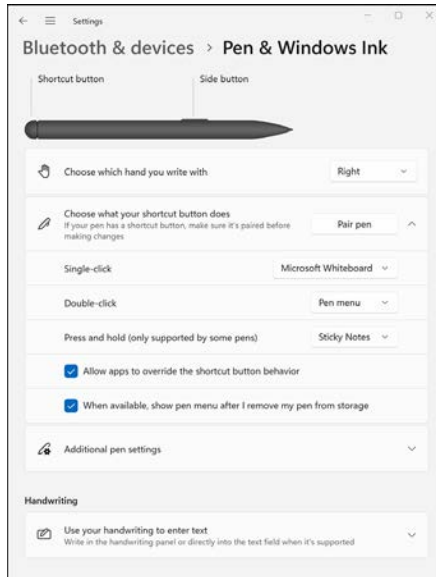 Settings
Bluetooth & devices › Pen & Windows Ink
Shortcut button Side button
Choose which hand you write with Right
Choose what your shortcut button does
If your pen has a shortcut button, make sure it's paired before
making changes
Pair pen
Single-click Microsoft Whiteboard
Double-click Pen menu
Press and hold (only supported by some pens) Sticky Notes
Allow apps to override the shortcut button behavior
When available, show pen menu after I remove my pen from storage
Additional pen settings
Handwriting
Use your handwriting to enter text
Write in the handwriting panel or directly into the text field when it's supported